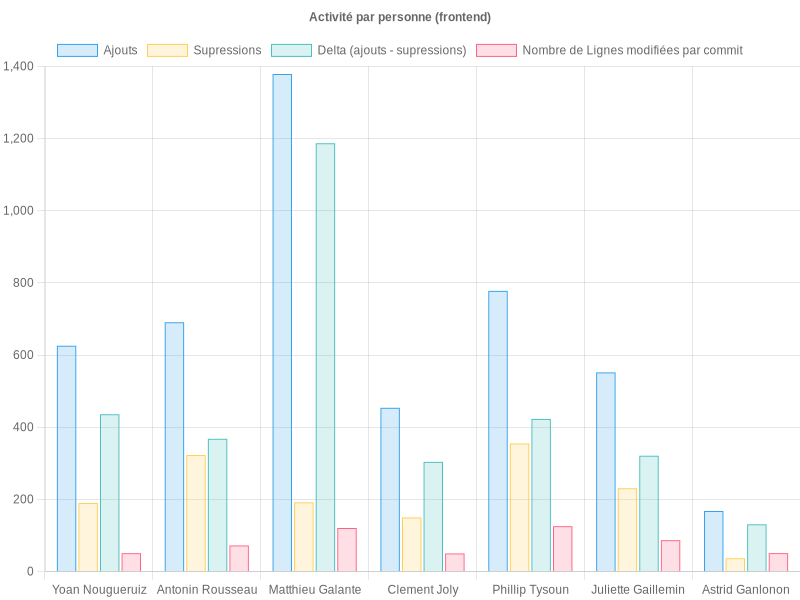 Activité par personne (frontend)
Ajouts Supressions Delta (ajouts - supressions) Nombre de Lignes modifiées par commit
1,400
1,200
1,000
800
600
400
200
0
Yoan Nougueruiz Antonin Rousseau Matthieu Galante Clement Joly Phillip Tysoun Juliette Gaillemin Astrid Ganlonon